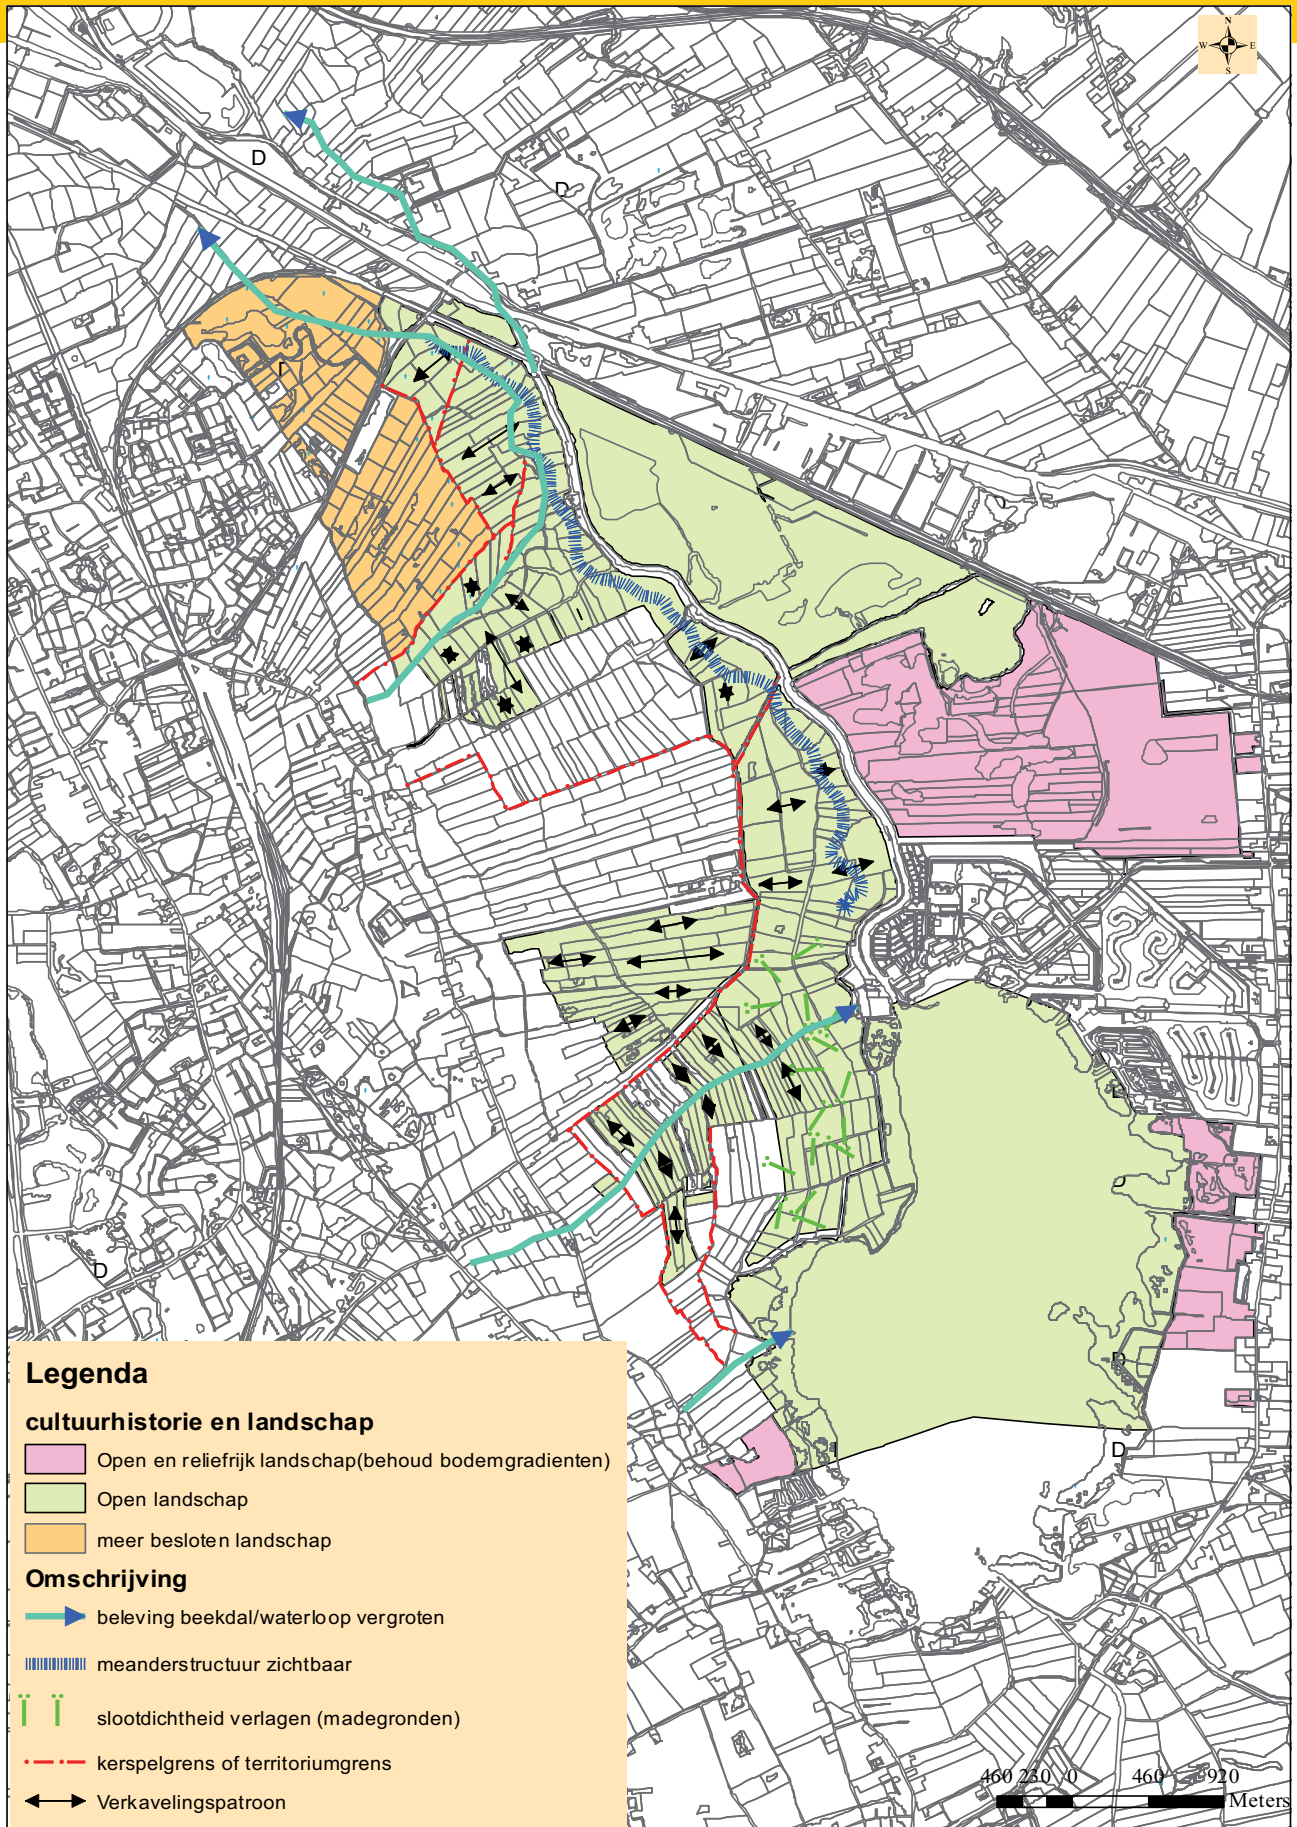 N
W E
S
D
D
D
D
D
Legenda
cultuurhistorie en landschap
Open en reliefrijk landschap(behoud bodemgradienten)
Open landschap
meer besloten landschap
Omschrijving
beleving beekdal/waterloop vergroten
meanderstructuur zichtbaar
slootdichtheid verlagen (madegronden)
kerspelgrens of territoriumgrens
Verkavelingspatroon
460 230 0 460 920
Meters